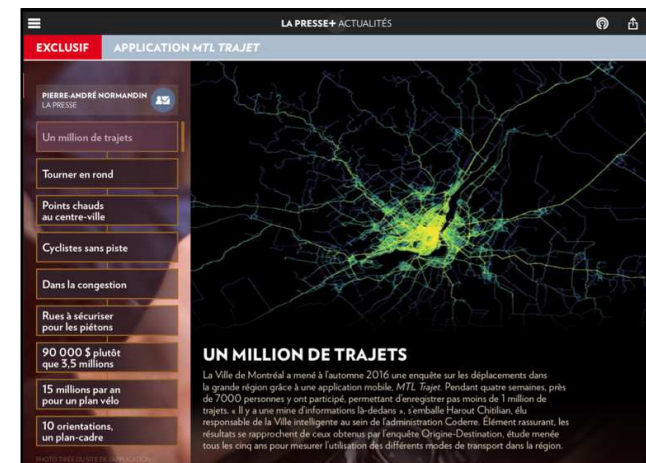 LA PRESSE+ ACTUALITÉS
EXCLUSIF
APPLICATION MTL TRAJET
PIERRE-ANDRÉ NORMANDIN
LA PRESSE
Un million de trajets
Tourner en rond
Points chauds
au centre-ville
Cyclistes sans piste
Dans la congestion
Rues à sécuriser
pour les piétons
90 000 $ plutôt
que 3,5 millions
15 millions par an
pour un plan vélo
10 orientations,
un plan-cadre
UN MILLION DE TRAJETS
La Ville de Montréal a mené à l'automne 2016 une enquête sur les déplacements dans
la grande région grâce à une application mobile, MTL Trajet. Pendant quatre semaines, près
de 7000 personnes y ont participé, permettant d'enregistrer pas moins de 1 million de
trajets. « Il y a une mine d'informations là-dedans », s'emballe Harout Chitilian, élu
responsable de la Ville intelligente au sein de l'administration Coderre. Élément rassurant, les
résultats se rapprochent de ceux obtenus par l'enquête Origine-Destination, étude menée
tous les cinq ans pour mesurer l'utilisation des différents modes de transport dans la région.